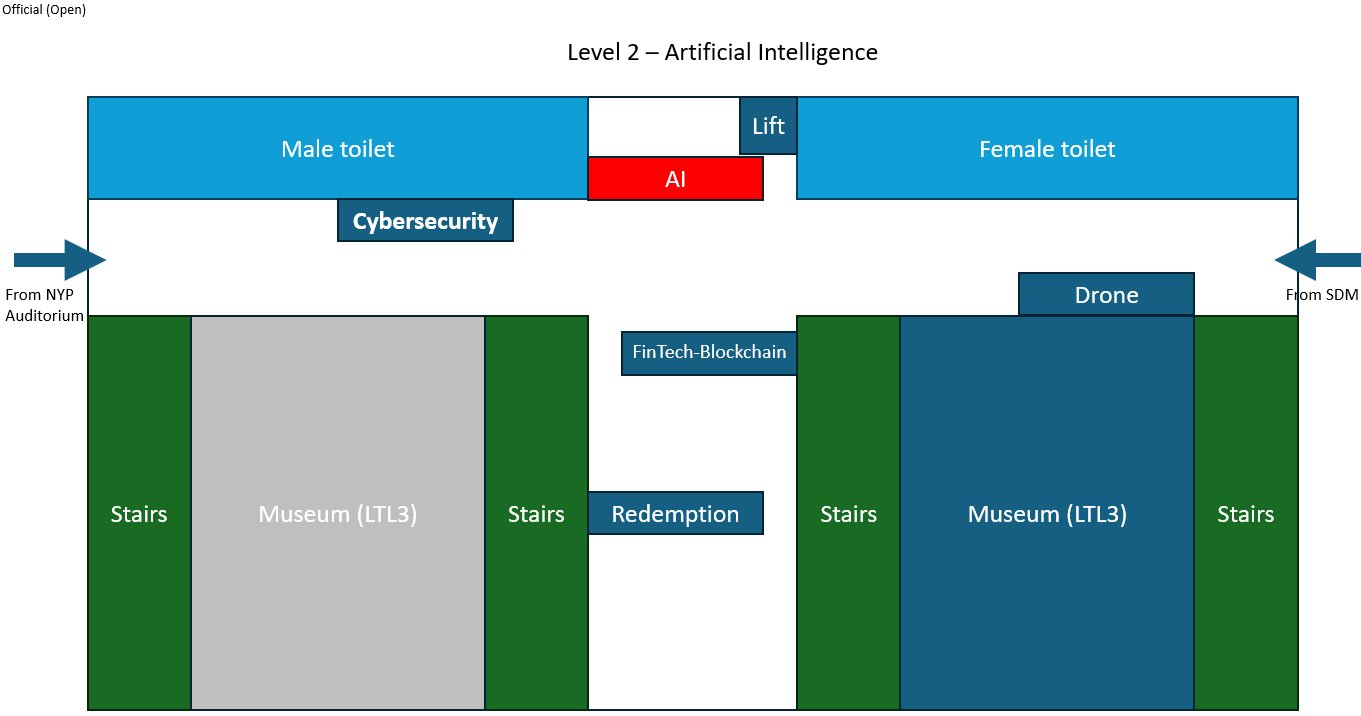 Official (Open)
Level 2 – Artificial Intelligence
Male toilet
Lift
Female toilet
AI
Cybersecurity
From NYP
Auditorium
Drone
From SDM
FinTech-Blockchain
Stairs
Museum (LTL3)
Stairs
Redemption
Stairs
Museum (LTL3)
Stairs